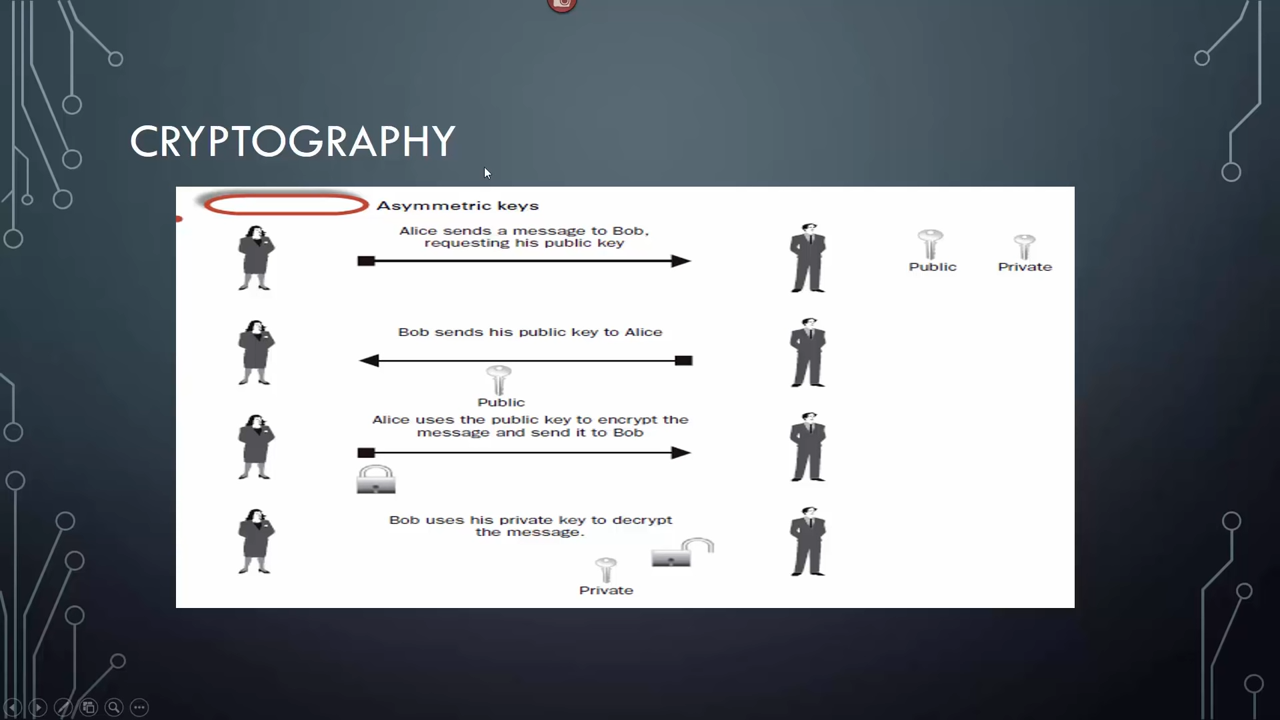 CRYPTOGRAPHY
Asymmetric keys
Alice sends a message to Bob,
requesting his public key
Public
Private
Bob sends his public key to Alice
Public
Alice uses the public key to encrypt the
message and send it to Bob
Bob uses his private key to decrypt
the message.
Private